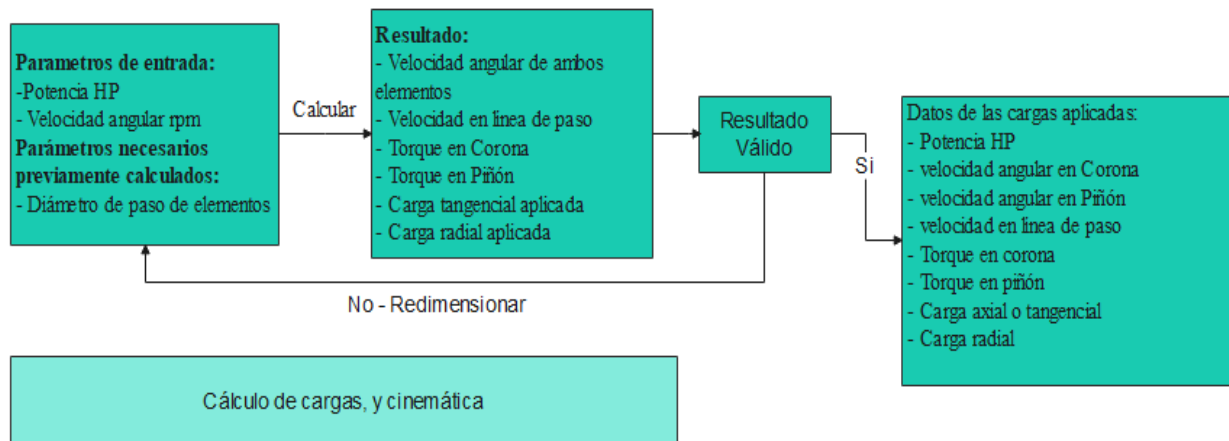 Parametros de entrada:
-Potencia HP
- Velocidad angular rpm
Parámetros necesarios
previamente calculados:
- Diámetro de paso de elementos
Calcular
Resultado:
- Velocidad angular de ambos
elementos
- Velocidad en línea de paso
- Torque en Corona
- Torque en Piñón
- Carga tangencial aplicada
- Carga radial aplicada
Resultado
Válido
Si
No - Redimensionar
Datos de las cargas aplicadas:
- Potencia HP
- velocidad angular en Corona
- velocidad angular en Piñón
- velocidad en línea de paso
- Torque en corona
- Torque en piñón
- Carga axial o tangencial
- Carga radial
Cálculo de cargas, y cinemática